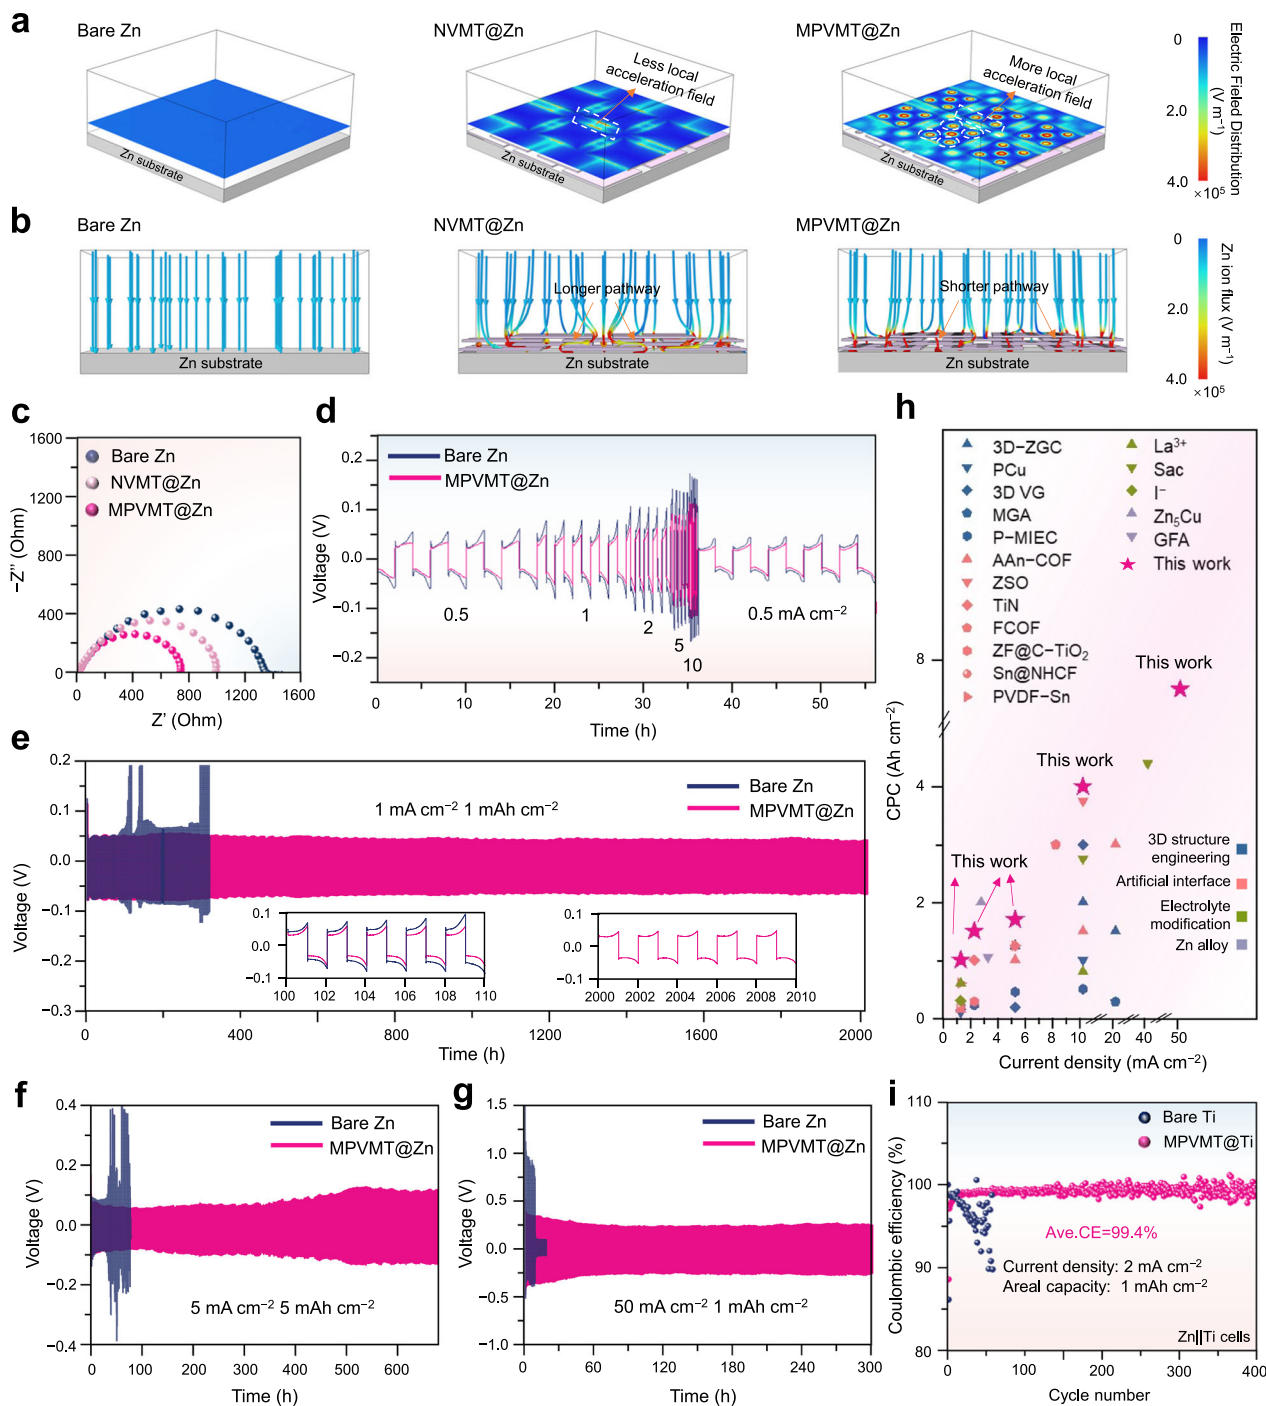 a
Bare Zn
NVMT@Zn
MPVMT@Zn
Less local
acceleration field
More local
acceleration field
Zn substrate
Zn substrate
Zn substrate
0
2.0
4.0
×10⁵
Electric Fieled Distribution
(V m⁻¹)
b
Bare Zn
NVMT@Zn
MPVMT@Zn
Longer pathway
Shorter pathway
Zn substrate
Zn substrate
Zn substrate
0
2.0
4.0
×10⁵
Zn ion flux (V m⁻¹)
c
1600
1200
800
400
0
−Z'' (Ohm)
Bare Zn
NVMT@Zn
MPVMT@Zn
0 400 800 1200 1600
Z' (Ohm)
d
0.2
0.1
0.0
−0.1
−0.2
Voltage (V)
Bare Zn
MPVMT@Zn
0.5
1
2
5
10
0.5 mA cm⁻²
0 10 20 30 40 50
Time (h)
e
0.2
0.1
0.0
−0.1
−0.2
−0.3
Voltage (V)
1 mA cm⁻² 1 mAh cm⁻²
Bare Zn
MPVMT@Zn
0.1
0.0
−0.1
100 102 104 106 108 110
0.1
0.0
−0.1
2000 2002 2004 2006 2008 2010
0 400 800 1200 1600 2000
Time (h)
f
0.4
0.2
0.0
−0.2
−0.4
Voltage (V)
Bare Zn
MPVMT@Zn
5 mA cm⁻² 5 mAh cm⁻²
0 100 200 300 400 500 600
Time (h)
g
1.5
1.0
0.5
0.0
−0.5
−1.0
Voltage (V)
Bare Zn
MPVMT@Zn
50 mA cm⁻² 1 mAh cm⁻²
0 60 120 180 240 300
Time (h)
h
3D−ZGC
PCu
3D VG
MGA
P−MIEC
AAn−COF
ZSO
TiN
FCOF
ZF@C−TiO₂
Sn@NHCF
PVDF−Sn
La³⁺
Sac
I⁻
Zn₅Cu
GFA
This work
This work
This work
This work
8
4
2
0
CPC (Ah cm⁻²)
3D structure
engineering
Artificial interface
Electrolyte
modification
Zn alloy
0 2 4 6 8 10 20 40 50
Current density (mA cm⁻²)
i
110
100
90
80
Coulombic efficiency (%)
Bare Ti
MPVMT@Ti
Ave.CE=99.4%
Current density: 2 mA cm⁻²
Areal capacity: 1 mAh cm⁻²
Zn||Ti cells
0 100 200 300 400
Cycle number